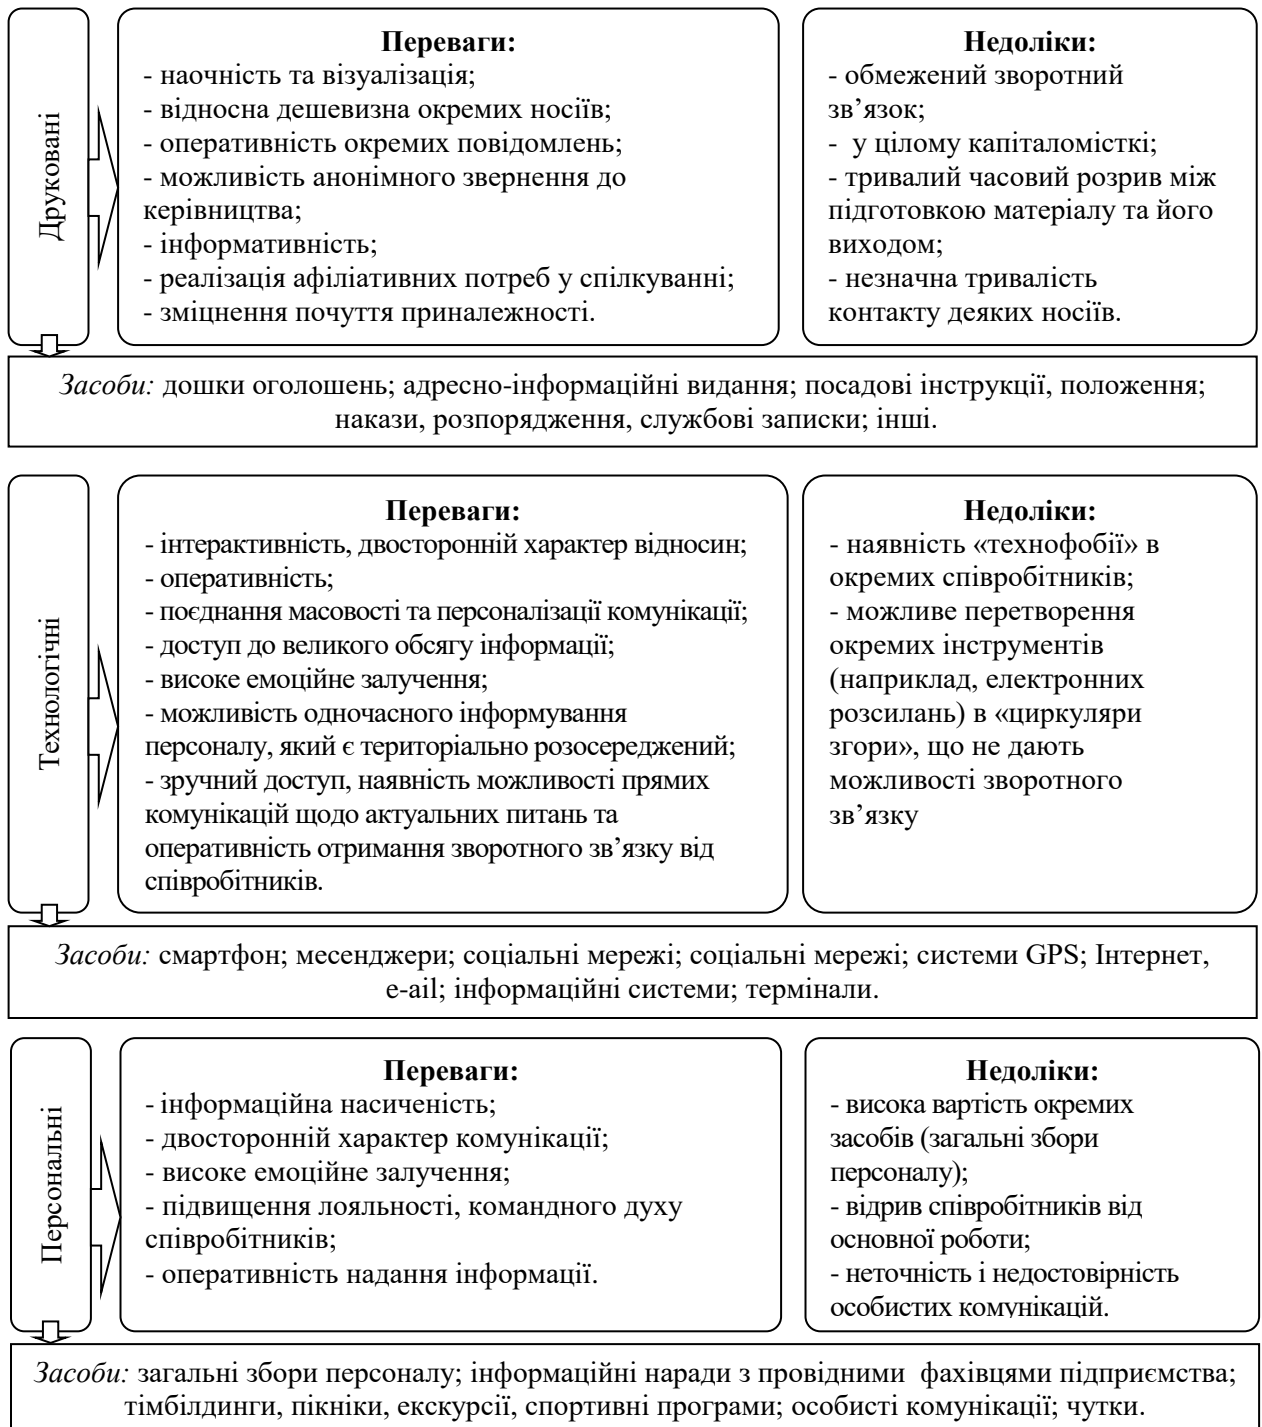 Друковані
Переваги:
- наочність та візуалізація;
- відносна дешевизна окремих носіїв;
- оперативність окремих повідомлень;
- можливість анонімного звернення до
керівництва;
- інформативність;
- реалізація афіліативних потреб у спілкуванні;
- зміцнення почуття приналежності.
Недоліки:
- обмежений зворотний
зв’язок;
- у цілому капіталомісткі;
- тривалий часовий розрив між
підготовкою матеріалу та його
виходом;
- незначна тривалість
контакту деяких носіїв.
Засоби: дошки оголошень; адресно-інформаційні видання; посадові інструкції, положення;
накази, розпорядження, службові записки; інші.
Технологічні
Переваги:
- інтерактивність, двосторонній характер відносин;
- оперативність;
- поєднання масовості та персоналізації комунікації;
- доступ до великого обсягу інформації;
- високе емоційне залучення;
- можливість одночасного інформування
персоналу, який є територіально розосереджений;
- зручний доступ, наявність можливості прямих
комунікацій щодо актуальних питань та
оперативність отримання зворотного зв’язку від
співробітників.
Недоліки:
- наявність «технофобії» в
окремих співробітників;
- можливе перетворення
окремих інструментів
(наприклад, електронних
розсилань) в «циркуляри
згори», що не дають
можливості зворотного
зв’язку
Засоби: смартфон; месенджери; соціальні мережі; соціальні мережі; системи GPS; Інтернет,
e-ail; інформаційні системи; термінали.
Персональні
Переваги:
- інформаційна насиченість;
- двосторонній характер комунікації;
- високе емоційне залучення;
- підвищення лояльності, командного духу
співробітників;
- оперативність надання інформації.
Недоліки:
- висока вартість окремих
засобів (загальні збори
персоналу);
- відрив співробітників від
основної роботи;
- неточність і недостовірність
особистих комунікацій.
Засоби: загальні збори персоналу; інформаційні наради з провідними фахівцями підприємства;
тімбілдинги, пікніки, екскурсії, спортивні програми; особисті комунікації; чутки.